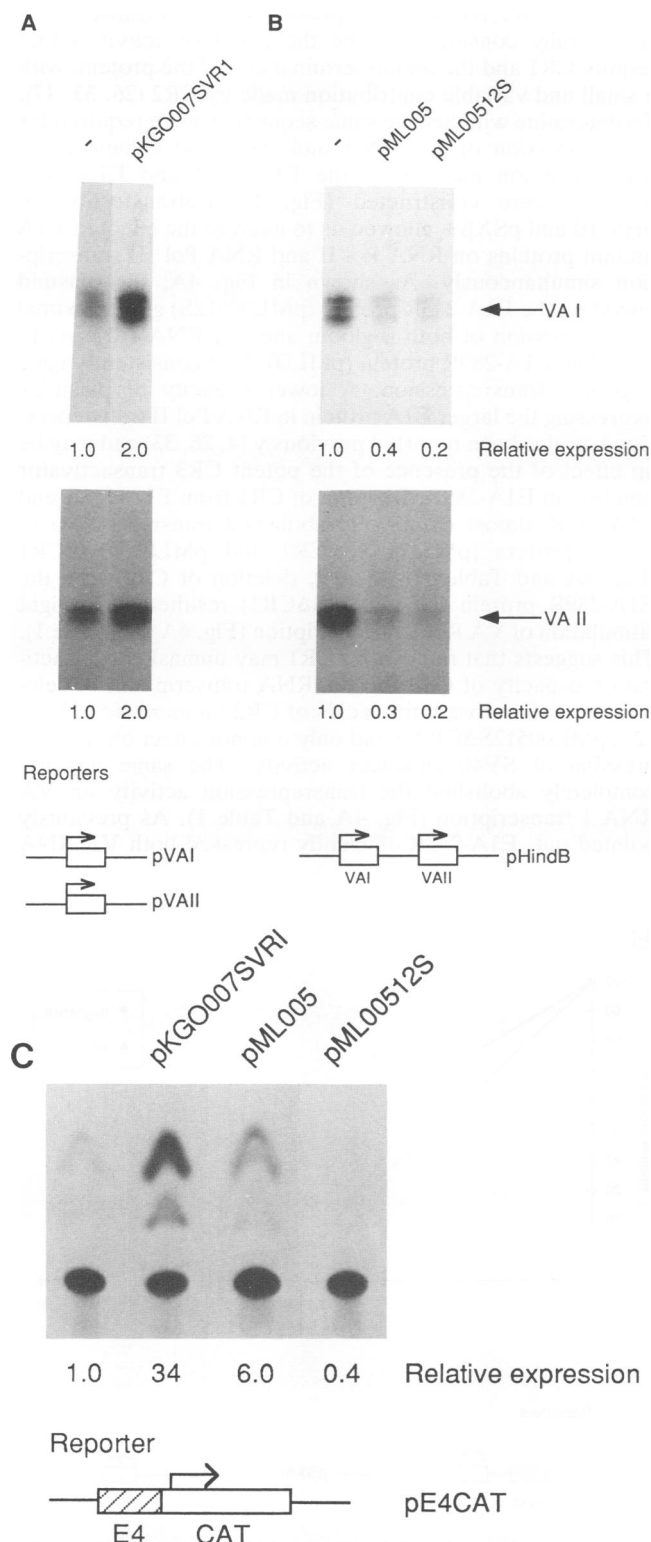 A
B
-
pKGO007SVR1
pML005
pML00512S
VA I
1.0 2.0
1.0 0.4 0.2 Relative expression
VA II
1.0 2.0
1.0 0.3 0.2 Relative expression
Reporters
pVAI
pVAII
VAI VAII
pHindB
C
pKGO007SVRI
pML005
pML00512S
1.0 34 6.0 0.4 Relative expression
Reporter
E4 CAT
pE4CAT